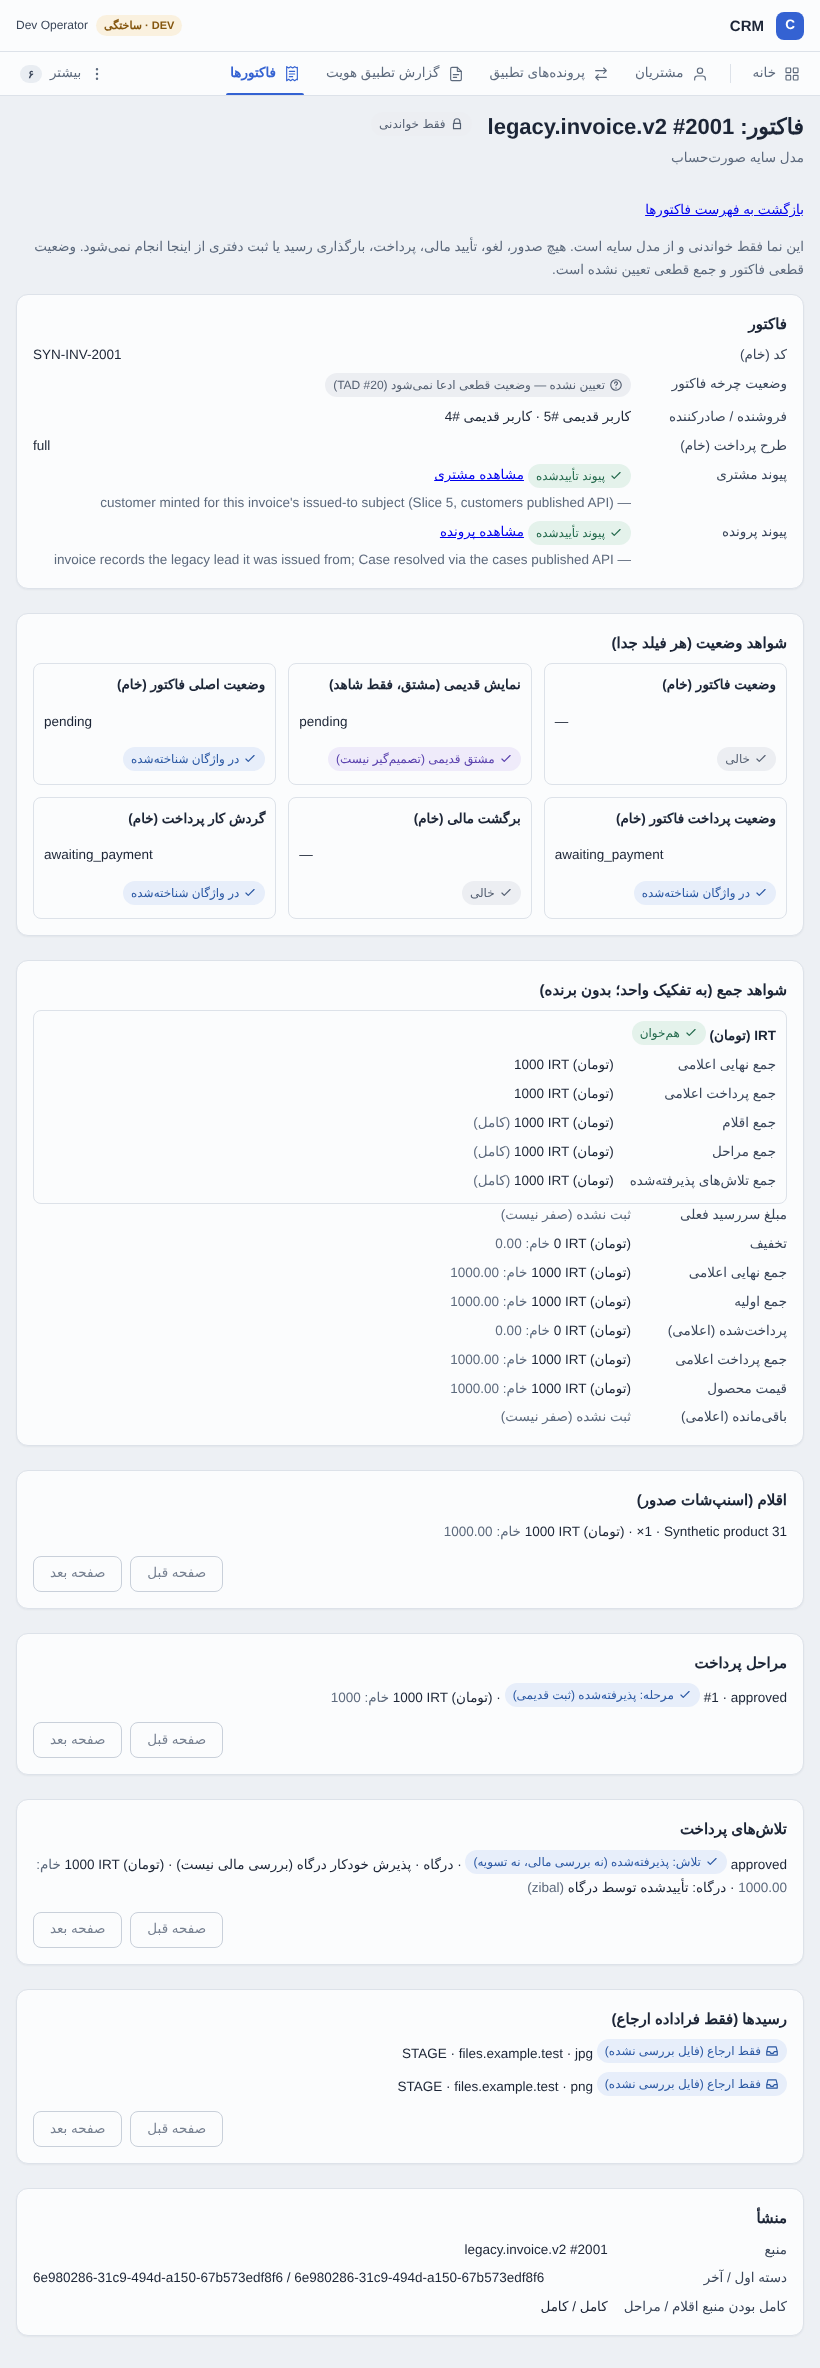 C CRM
DEV · ساختگی Dev Operator
خانه مشتریان پرونده‌های تطبیق گزارش تطبیق هویت فاکتورها بیشتر ۶
فاکتور: legacy.invoice.v2 #2001 فقط خواندنی
مدل سایه صورت‌حساب
بازگشت به فهرست فاکتورها
این نما فقط خواندنی و از مدل سایه است. هیچ صدور، لغو، تأیید مالی، پرداخت، بارگذاری رسید یا ثبت دفتری از اینجا انجام نمی‌شود. وضعیت
قطعی فاکتور و جمع قطعی تعیین نشده است.
فاکتور
کد (خام) SYN-INV-2001
وضعیت چرخه فاکتور تعیین نشده — وضعیت قطعی ادعا نمی‌شود (TAD #20)
فروشنده / صادرکننده کاربر قدیمی #5 · کاربر قدیمی #4
طرح پرداخت (خام) full
پیوند مشتری پیوند تأییدشده مشاهده مشتری
— customer minted for this invoice's issued-to subject (Slice 5, customers published API)
پیوند پرونده پیوند تأییدشده مشاهده پرونده
— invoice records the legacy lead it was issued from; Case resolved via the cases published API
شواهد وضعیت (هر فیلد جدا)
وضعیت فاکتور (خام) نمایش قدیمی (مشتق، فقط شاهد) وضعیت اصلی فاکتور (خام)
— pending pending
خالی مشتق قدیمی (تصمیم‌گیر نیست) در واژگان شناخته‌شده
وضعیت پرداخت فاکتور (خام) برگشت مالی (خام) گردش کار پرداخت (خام)
awaiting_payment — awaiting_payment
در واژگان شناخته‌شده خالی در واژگان شناخته‌شده
شواهد جمع (به تفکیک واحد؛ بدون برنده)
IRT (تومان) هم‌خوان
جمع نهایی اعلامی 1000 IRT (تومان)
جمع پرداخت اعلامی 1000 IRT (تومان)
جمع اقلام 1000 IRT (تومان) (کامل)
جمع مراحل 1000 IRT (تومان) (کامل)
جمع تلاش‌های پذیرفته‌شده 1000 IRT (تومان) (کامل)
مبلغ سررسید فعلی ثبت نشده (صفر نیست)
تخفیف 0 IRT (تومان) خام: 0.00
جمع نهایی اعلامی 1000 IRT (تومان) خام: 1000.00
جمع اولیه 1000 IRT (تومان) خام: 1000.00
پرداخت‌شده (اعلامی) 0 IRT (تومان) خام: 0.00
جمع پرداخت اعلامی 1000 IRT (تومان) خام: 1000.00
قیمت محصول 1000 IRT (تومان) خام: 1000.00
باقی‌مانده (اعلامی) ثبت نشده (صفر نیست)
اقلام (اسنپ‌شات صدور)
Synthetic product 31 · ×1 · 1000 IRT (تومان) خام: 1000.00
صفحه قبل صفحه بعد
مراحل پرداخت
#1 · approved مرحله: پذیرفته‌شده (ثبت قدیمی) · 1000 IRT (تومان) خام: 1000
صفحه قبل صفحه بعد
تلاش‌های پرداخت
approved تلاش: پذیرفته‌شده (نه بررسی مالی، نه تسویه) · درگاه · پذیرش خودکار درگاه (بررسی مالی نیست) · 1000 IRT (تومان) خام:
1000.00 · درگاه: تأییدشده توسط درگاه (zibal)
صفحه قبل صفحه بعد
رسیدها (فقط فراداده ارجاع)
فقط ارجاع (فایل بررسی نشده) STAGE · files.example.test · jpg
فقط ارجاع (فایل بررسی نشده) STAGE · files.example.test · png
صفحه قبل صفحه بعد
منشأ
منبع legacy.invoice.v2 #2001
دسته اول / آخر 6e980286-31c9-494d-a150-67b573edf8f6 / 6e980286-31c9-494d-a150-67b573edf8f6
کامل بودن منبع اقلام / مراحل کامل / کامل